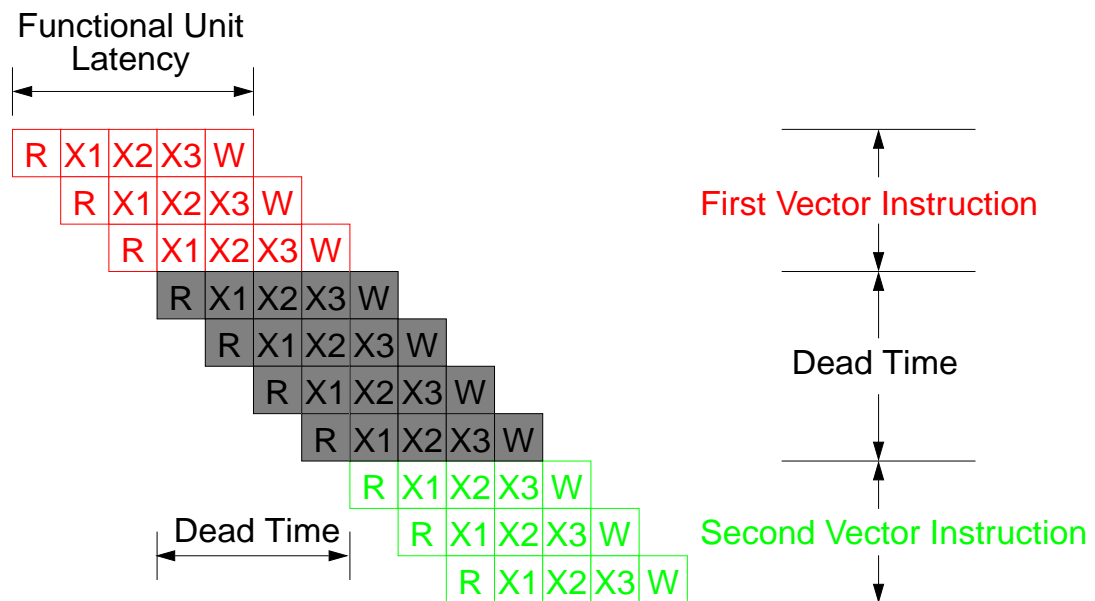 Functional Unit
Latency
R X1 X2 X3 W
R X1 X2 X3 W
First Vector Instruction
R X1 X2 X3 W
R X1 X2 X3 W
R X1 X2 X3 W
Dead Time
R X1 X2 X3 W
R X1 X2 X3 W
R X1 X2 X3 W
Dead Time
R X1 X2 X3 W
Second Vector Instruction
R X1 X2 X3 W